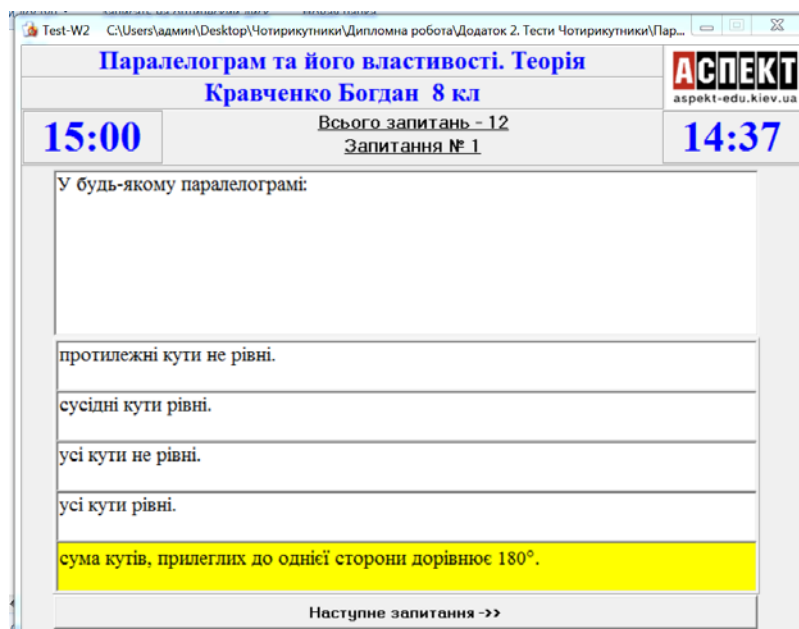 Test-W2 C:\Users\админ\Desktop\Чотирикутники\Дипломна робота\Додаток 2. Тести Чотирикутники\Пар...
Паралелограм та його властивості. Теорія
Кравченко Богдан 8 кл
АСПЕКТ
aspekt-edu.kiev.ua
15:00
Всього запитань - 12
Запитання № 1
14:37
У будь-якому паралелограмі:
протилежні кути не рівні.
сусідні кути рівні.
усі кути не рівні.
усі кути рівні.
сума кутів, прилеглих до однієї сторони дорівнює 180°.
Наступне запитання ->>